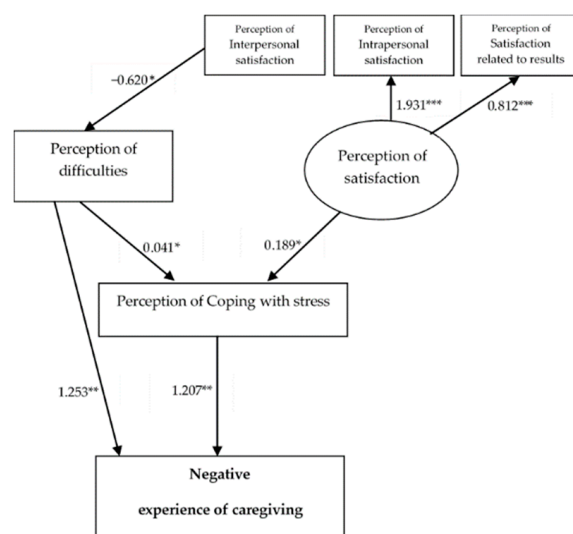 Perception of
Interpersonal
satisfaction
Perception of
Intrapersonal
satisfaction
Perception of
Satisfaction
related to results
−0.620*
1.931***
0.812***
Perception of
difficulties
Perception of
satisfaction
0.041*
0.189*
Perception of Coping with stress
1.253**
1.207**
Negative
experience of caregiving